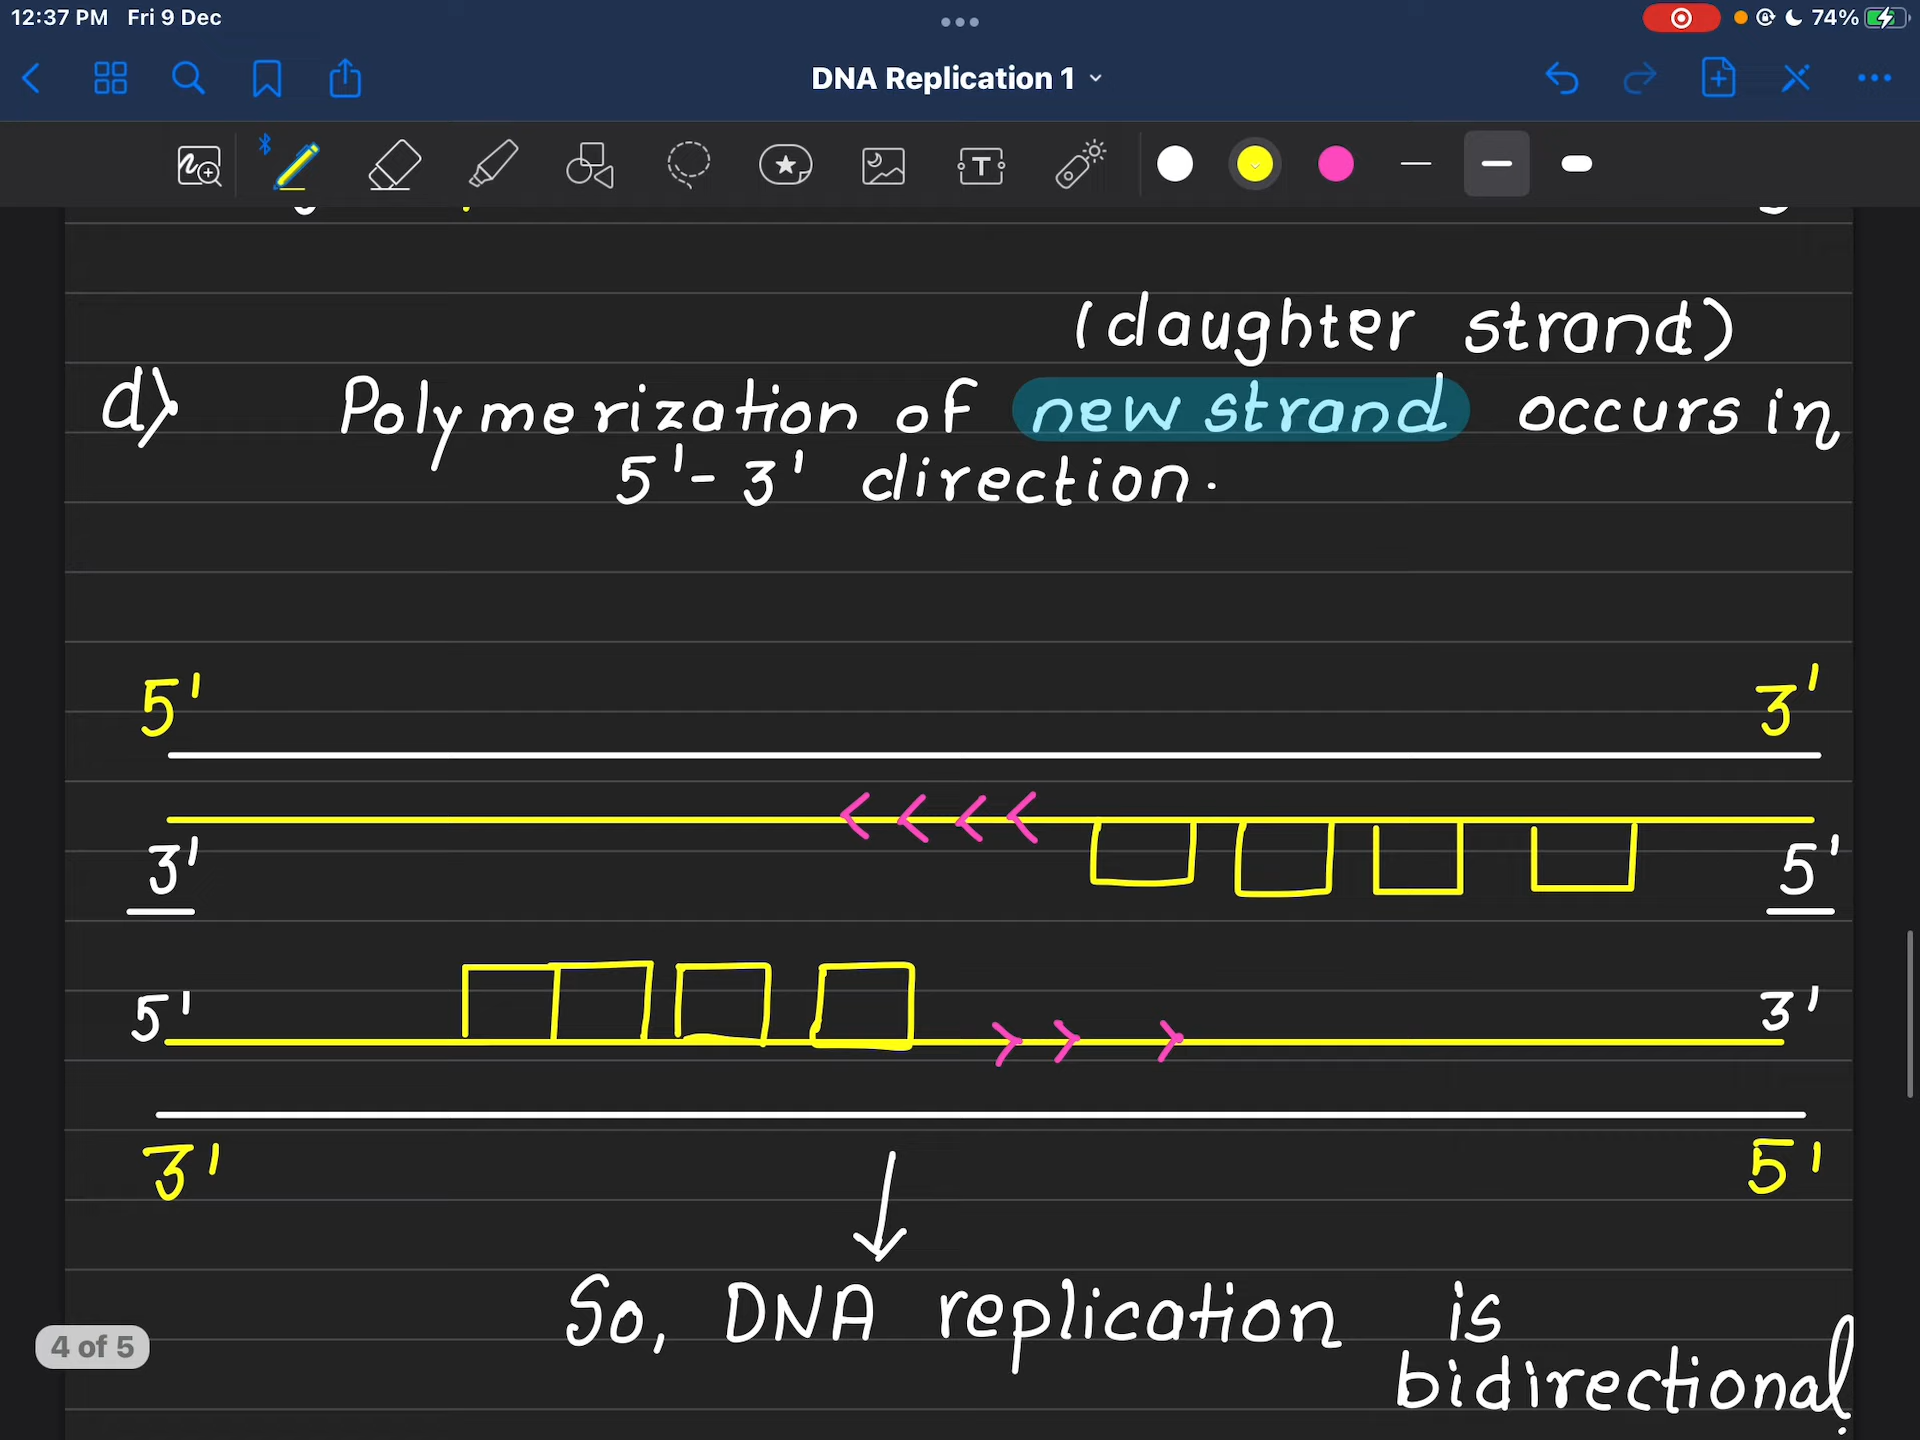 12:37 PM Fri 9 Dec
74%
DNA Replication 1
T
(daughter strand)
d) Polymerization of new strand occurs in
5'- 3' direction.
5' 3'
3' 5'
5' 3'
3' 5'
So, DNA replication is
bidirectional.
4 of 5